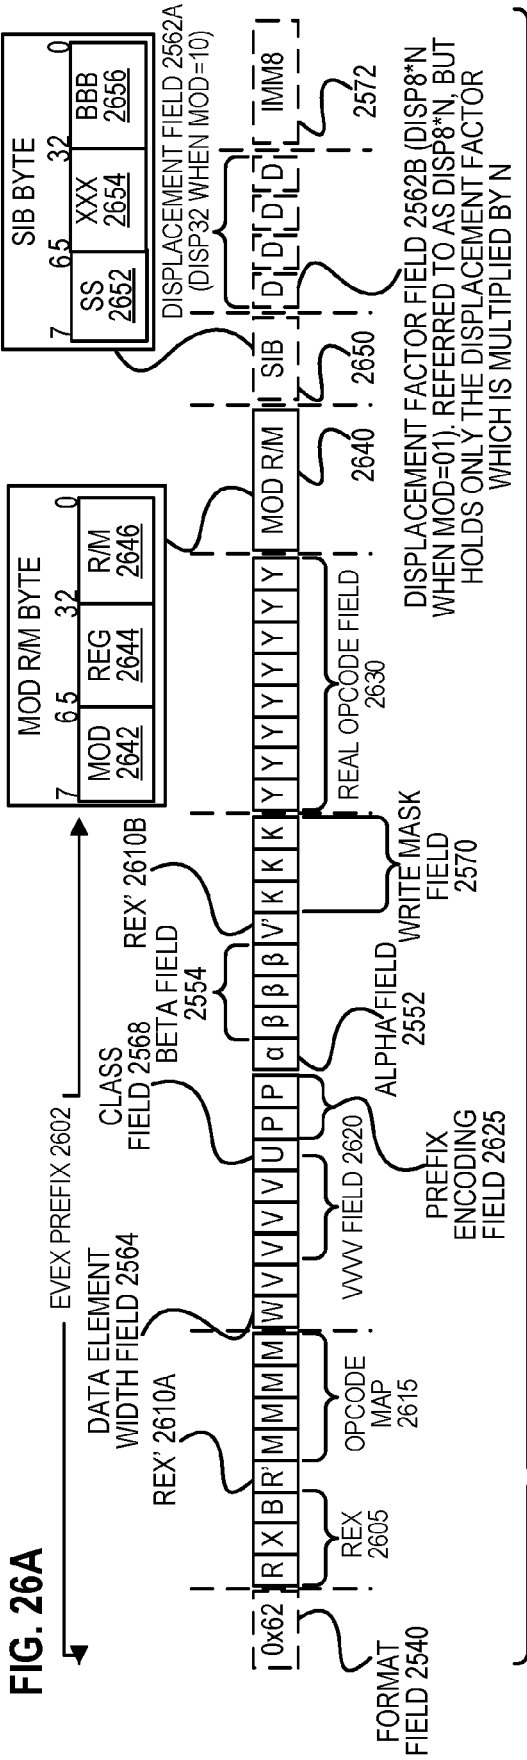 FIG. 26A
EVEX PREFIX 2602
MOD R/M BYTE
7 6 5 3 2 0
MOD REG R/M
2642 2644 2646
SIB BYTE
7 6 5 3 2 0
SS XXX BBB
2652 2654 2656
REX' 2610A
DATA ELEMENT
WIDTH FIELD 2564
CLASS
FIELD 2568
BETA FIELD
2554
REX' 2610B
DISPLACEMENT FIELD 2562A
(DISP32 WHEN MOD=10)
0x62 R X B R' M M M M W V V V V U P P α β β β V' K K K Y Y Y Y Y Y Y Y MOD R/M SIB D D D D IMM8
FORMAT
FIELD 2540
REX
2605
OPCODE
MAP
2615
VVVV FIELD 2620
PREFIX
ENCODING
FIELD 2625
ALPHA FIELD
2552
WRITE MASK
FIELD
2570
REAL OPCODE FIELD
2630
2640
2650
2572
DISPLACEMENT FACTOR FIELD 2562B (DISP8*N
WHEN MOD=01). REFERRED TO AS DISP8*N, BUT
HOLDS ONLY THE DISPLACEMENT FACTOR
WHICH IS MULTIPLIED BY N